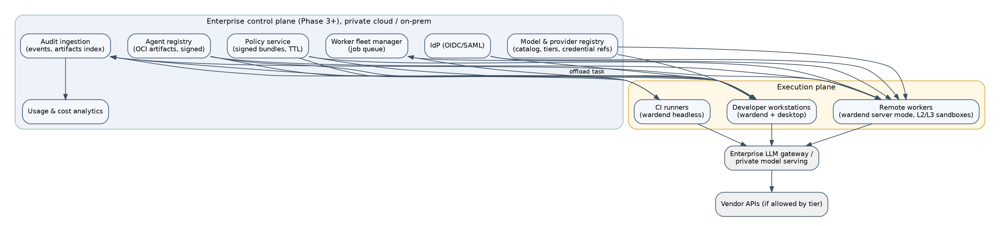 Enterprise control plane (Phase 3+), private cloud / on-prem
Audit ingestion
(events, artifacts index)
Agent registry
(OCI artifacts, signed)
Policy service
(signed bundles, TTL)
Worker fleet manager
(job queue)
IdP (OIDC/SAML)
Model & provider registry
(catalog, tiers, credential refs)
offload task
Usage & cost analytics
Execution plane
CI runners
(wardend headless)
Developer workstations
(wardend + desktop)
Remote workers
(wardend server mode, L2/L3 sandboxes)
Enterprise LLM gateway /
private model serving
Vendor APIs (if allowed by tier)